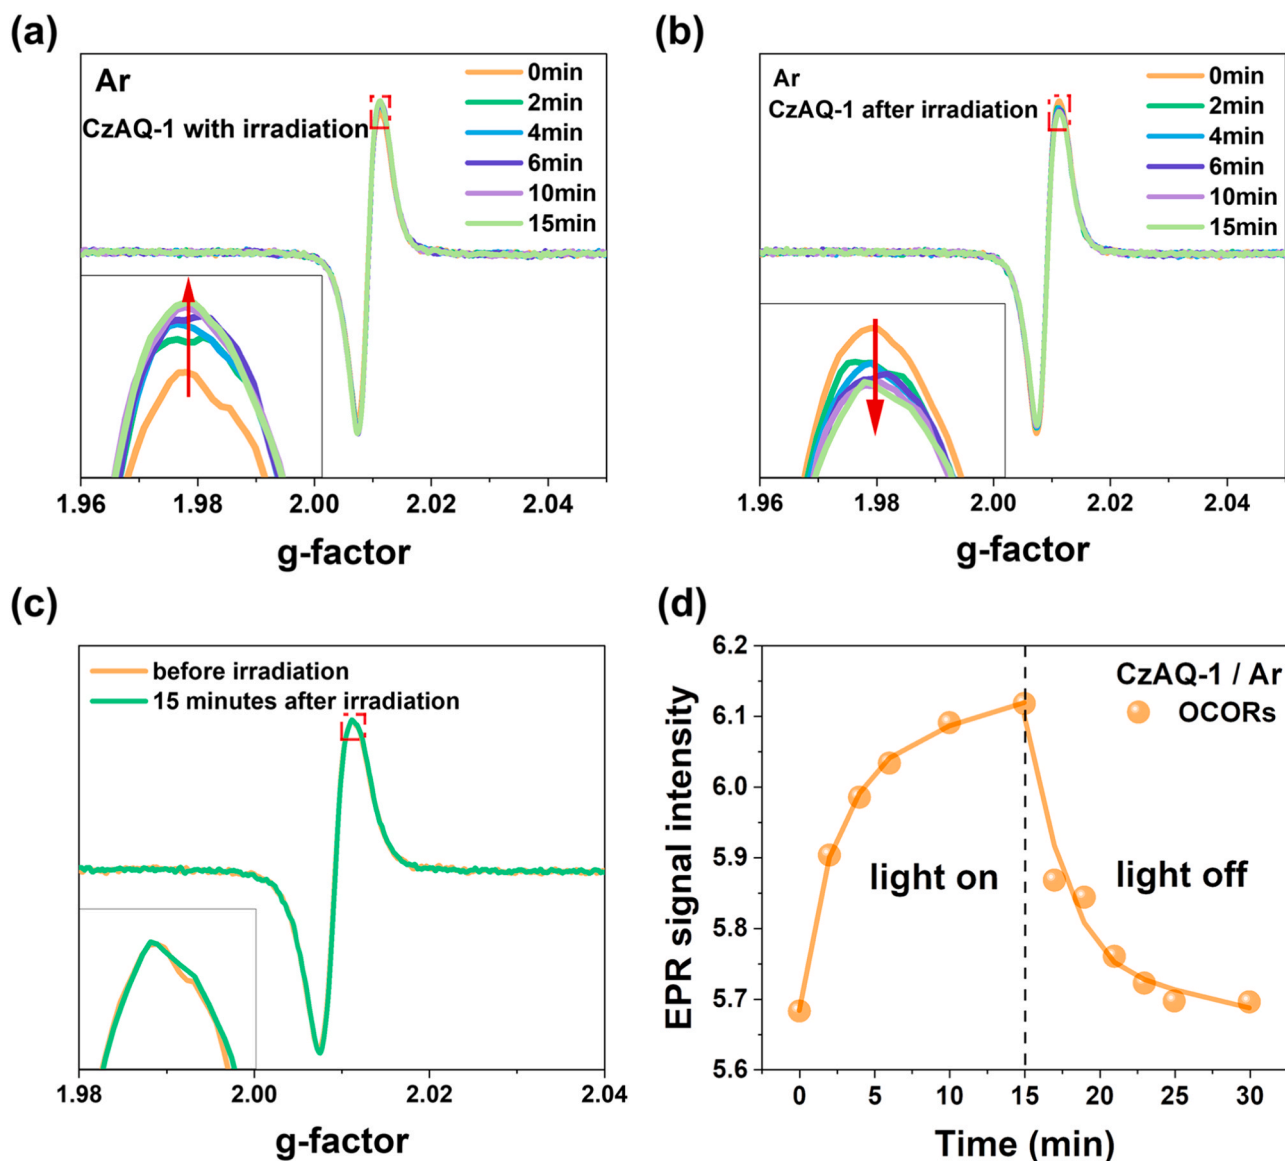 (a)
Ar
CzAQ-1 with irradiation
0min
2min
4min
6min
10min
15min
1.96
1.98
2.00
2.02
2.04
g-factor
(b)
Ar
CzAQ-1 after irradiation
0min
2min
4min
6min
10min
15min
1.96
1.98
2.00
2.02
2.04
g-factor
(c)
before irradiation
15 minutes after irradiation
1.98
2.00
2.02
2.04
g-factor
(d)
EPR signal intensity
6.2
6.1
6.0
5.9
5.8
5.7
5.6
CzAQ-1 / Ar
OCORs
light on
light off
0
5
10
15
20
25
30
Time (min)